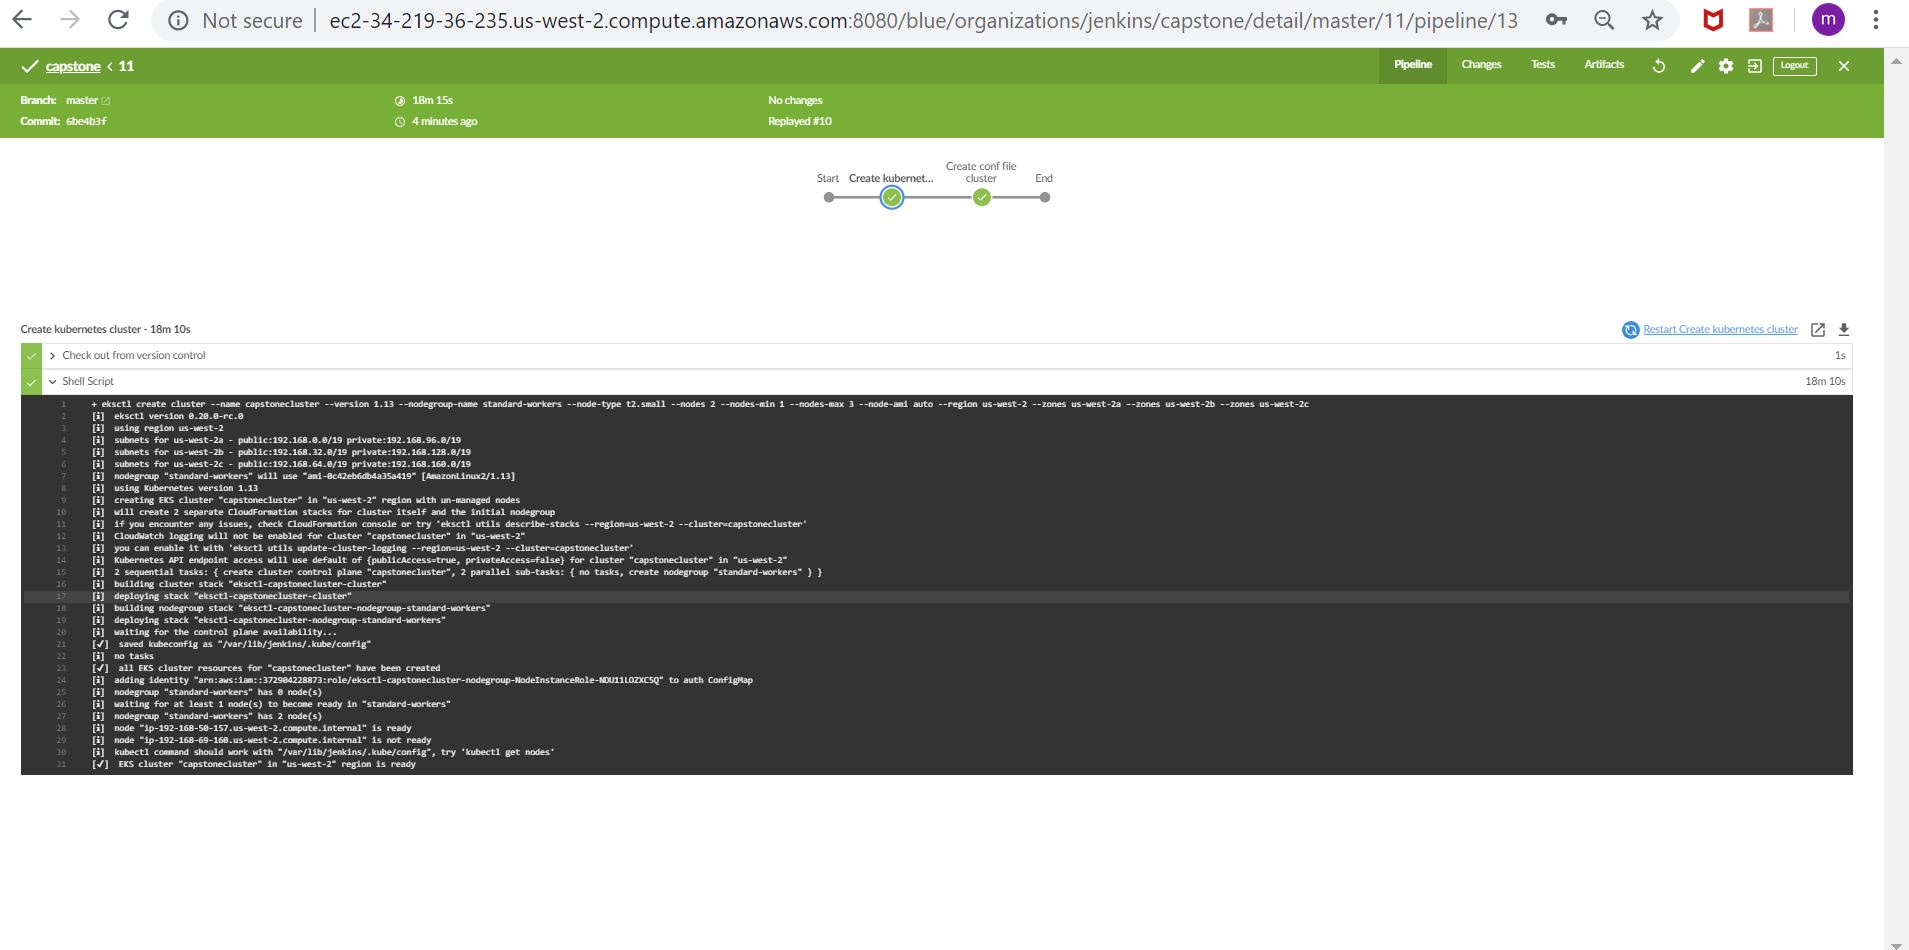 Not secure | ec2-34-219-36-235.us-west-2.compute.amazonaws.com:8080/blue/organizations/jenkins/capstone/detail/master/11/pipeline/13
m
capstone < 11
Pipeline Changes Tests Artifacts Logout
Branch: master 18m 15s No changes
Commit: 6be4b3f 4 minutes ago Replayed #10
Create conf file
Start Create kubernet... cluster End
Create kubernetes cluster - 18m 10s Restart Create kubernetes cluster
Check out from version control 1s
Shell Script 18m 10s
1 + eksctl create cluster --name capstonecluster --version 1.13 --nodegroup-name standard-workers --node-type t2.small --nodes 2 --nodes-min 1 --nodes-max 3 --node-ami auto --region us-west-2 --zones us-west-2a --zones us-west-2b --zones us-west-2c
2 [ℹ] eksctl version 0.20.0-rc.0
3 [ℹ] using region us-west-2
4 [ℹ] subnets for us-west-2a - public:192.168.0.0/19 private:192.168.96.0/19
5 [ℹ] subnets for us-west-2b - public:192.168.32.0/19 private:192.168.128.0/19
6 [ℹ] subnets for us-west-2c - public:192.168.64.0/19 private:192.168.160.0/19
7 [ℹ] nodegroup "standard-workers" will use "ami-0c42eb6db4a35a419" [AmazonLinux2/1.13]
8 [ℹ] using Kubernetes version 1.13
9 [ℹ] creating EKS cluster "capstonecluster" in "us-west-2" region with un-managed nodes
10 [ℹ] will create 2 separate CloudFormation stacks for cluster itself and the initial nodegroup
11 [ℹ] if you encounter any issues, check CloudFormation console or try 'eksctl utils describe-stacks --region=us-west-2 --cluster=capstonecluster'
12 [ℹ] CloudWatch logging will not be enabled for cluster "capstonecluster" in "us-west-2"
13 [ℹ] you can enable it with 'eksctl utils update-cluster-logging --region=us-west-2 --cluster=capstonecluster'
14 [ℹ] Kubernetes API endpoint access will use default of {publicAccess=true, privateAccess=false} for cluster "capstonecluster" in "us-west-2"
15 [ℹ] 2 sequential tasks: { create cluster control plane "capstonecluster", 2 parallel sub-tasks: { no tasks, create nodegroup "standard-workers" } }
16 [ℹ] building cluster stack "eksctl-capstonecluster-cluster"
17 [ℹ] deploying stack "eksctl-capstonecluster-cluster"
18 [ℹ] building nodegroup stack "eksctl-capstonecluster-nodegroup-standard-workers"
19 [ℹ] deploying stack "eksctl-capstonecluster-nodegroup-standard-workers"
20 [ℹ] waiting for the control plane availability...
21 [✔] saved kubeconfig as "/var/lib/jenkins/.kube/config"
22 [ℹ] no tasks
23 [✔] all EKS cluster resources for "capstonecluster" have been created
24 [ℹ] adding identity "arn:aws:iam::372904228873:role/eksctl-capstonecluster-nodegroup-NodeInstanceRole-NDU11LOZXC5Q" to auth ConfigMap
25 [ℹ] nodegroup "standard-workers" has 0 node(s)
26 [ℹ] waiting for at least 1 node(s) to become ready in "standard-workers"
27 [ℹ] nodegroup "standard-workers" has 2 node(s)
28 [ℹ] node "ip-192-168-50-157.us-west-2.compute.internal" is ready
29 [ℹ] node "ip-192-168-69-160.us-west-2.compute.internal" is not ready
30 [ℹ] kubectl command should work with "/var/lib/jenkins/.kube/config", try 'kubectl get nodes'
31 [✔] EKS cluster "capstonecluster" in "us-west-2" region is ready